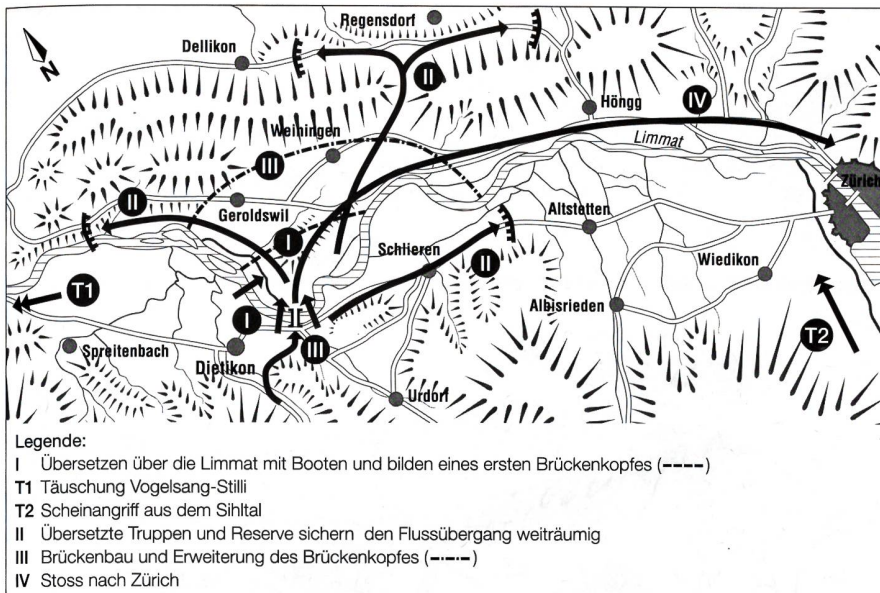 Regensdorf
Dellikon
II
IV
Höngg
Weiningen
Limmat
III
Zürich
II
Geroldswil
I
Altstetten
Schlieren
II
Wiedikon
T1
I
Albisrieden
T2
III
Spreitenbach
Dietikon
Urdorf
N
Legende:
I Übersetzen über die Limmat mit Booten und bilden eines ersten Brückenkopfes (----)
T1 Täuschung Vogelsang-Stilli
T2 Scheinangriff aus dem Sihltal
II Übersetzte Truppen und Reserve sichern den Flussübergang weiträumig
III Brückenbau und Erweiterung des Brückenkopfes (-·-·-)
IV Stoss nach Zürich